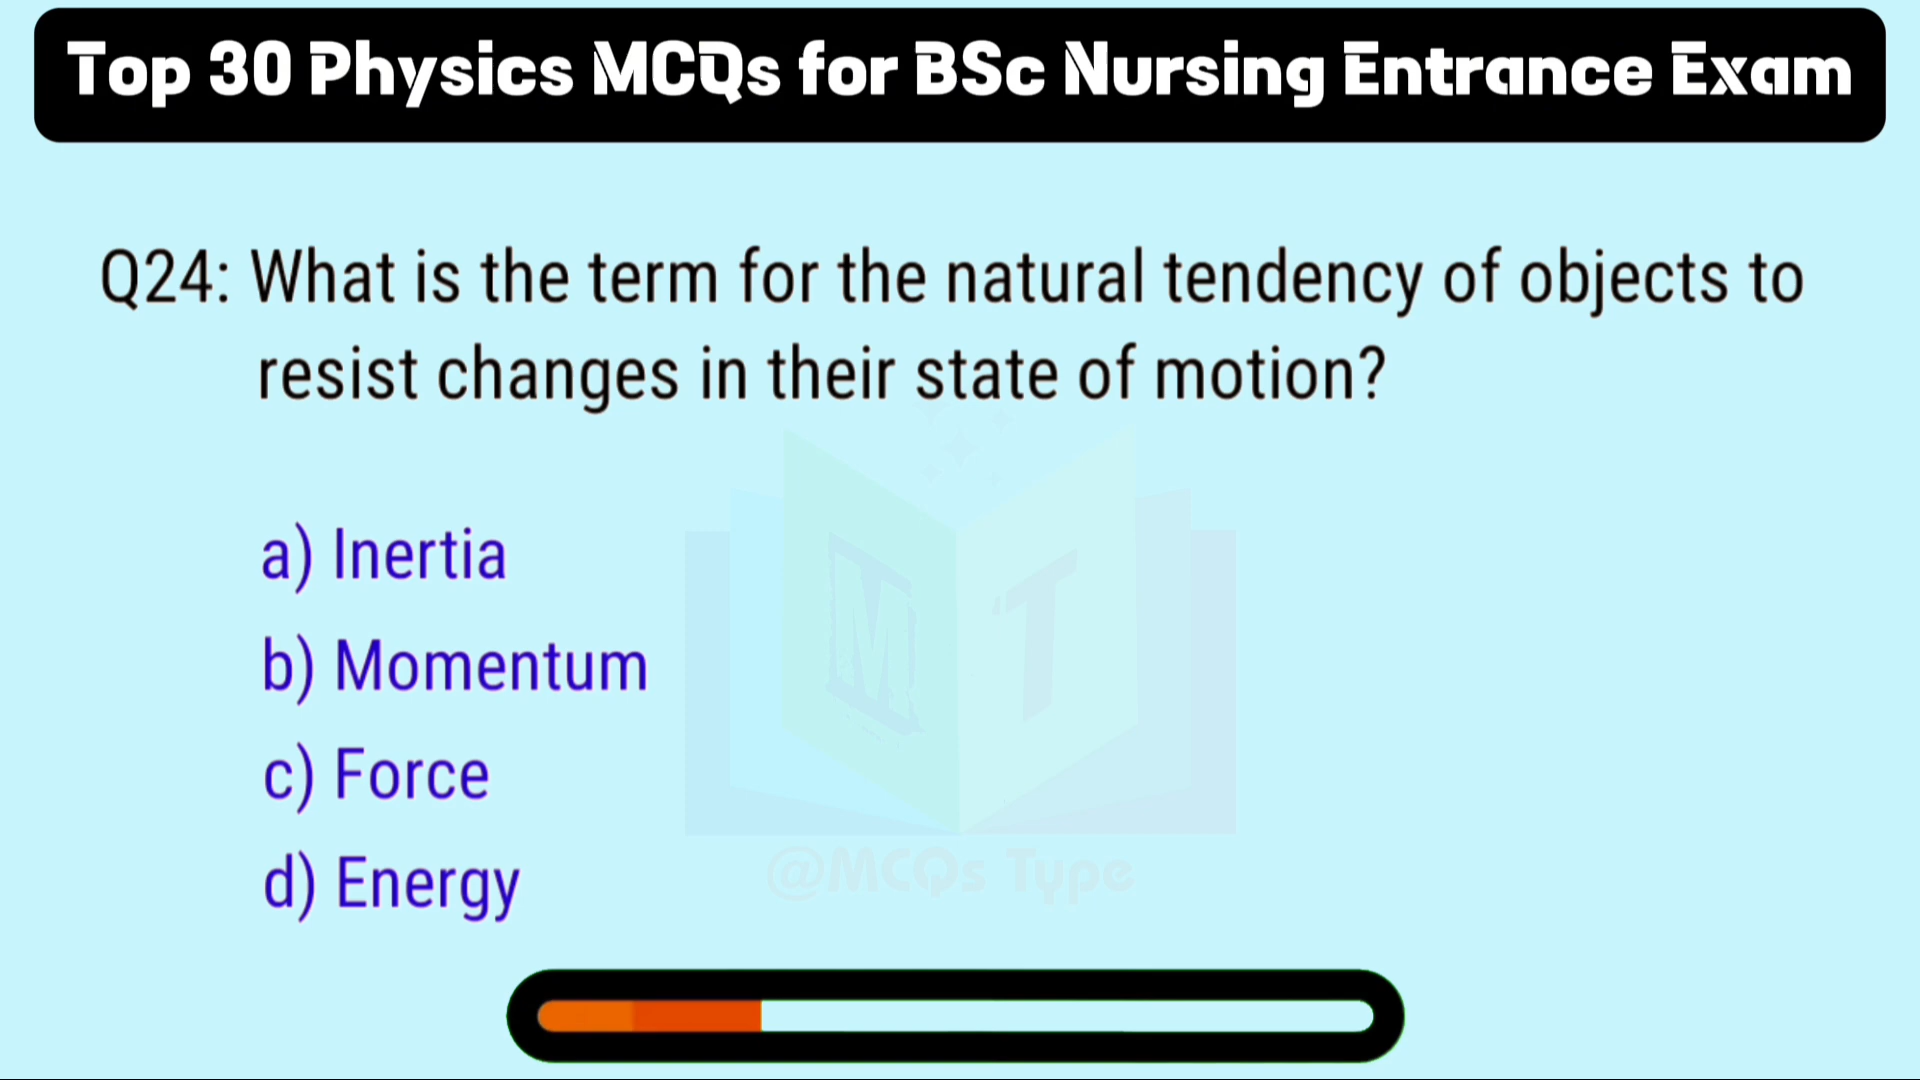 Top 30 Physics MCQs for BSc Nursing Entrance Exam
Q24: What is the term for the natural tendency of objects to
resist changes in their state of motion?
a) Inertia
b) Momentum
c) Force
d) Energy
M T
@MCQs Type